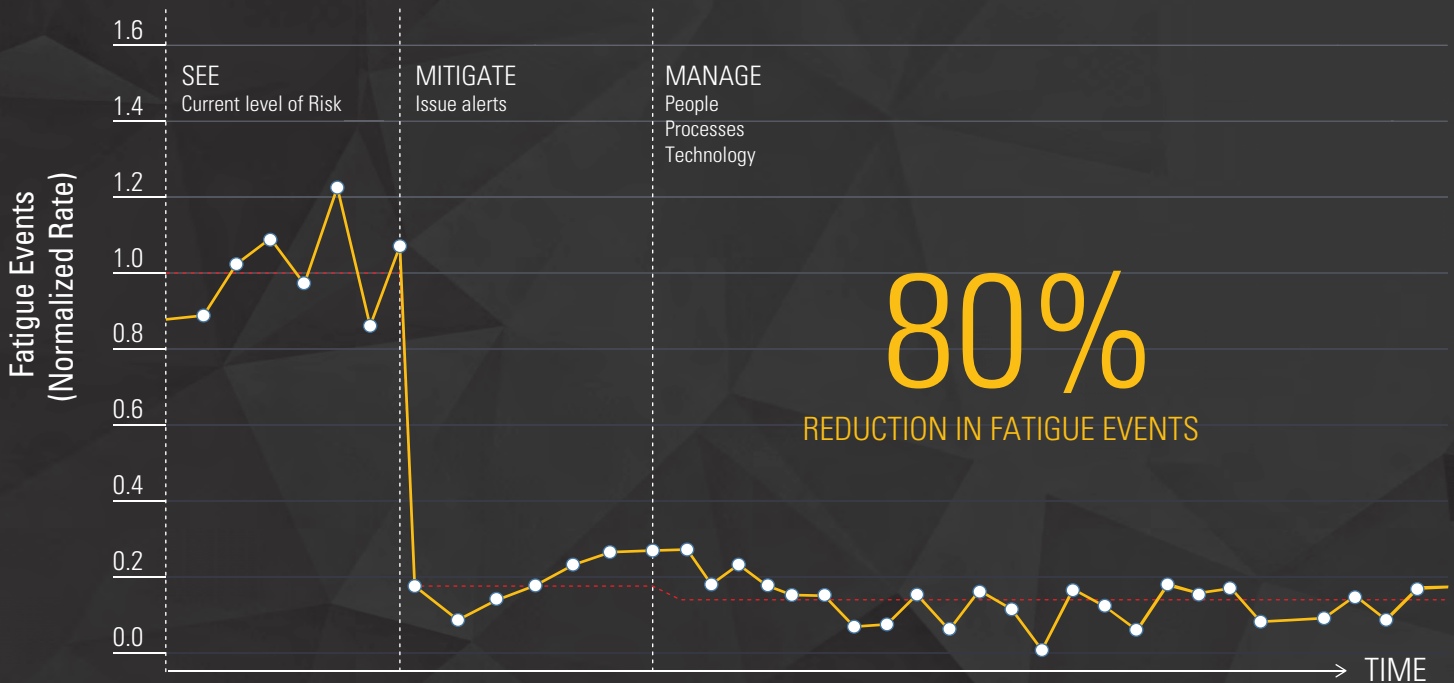 1.6
1.4
1.2
1.0
0.8
0.6
0.4
0.2
0.0
Fatigue Events
(Normalized Rate)
SEE
Current level of Risk
MITIGATE
Issue alerts
MANAGE
People
Processes
Technology
80%
REDUCTION IN FATIGUE EVENTS
TIME